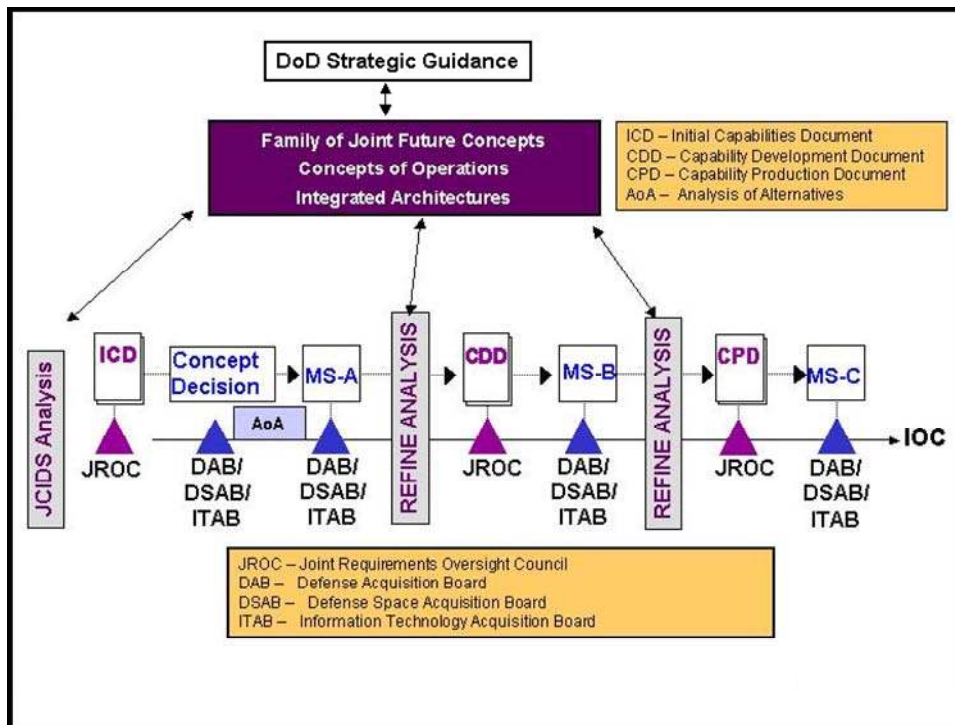 DoD Strategic Guidance
Family of Joint Future Concepts
Concepts of Operations
Integrated Architectures
ICD – Initial Capabilities Document
CDD – Capability Development Document
CPD – Capability Production Document
AoA – Analysis of Alternatives
JCIDS Analysis
ICD
Concept
Decision
MS-A
REFINE ANALYSIS
CDD
MS-B
REFINE ANALYSIS
CPD
MS-C
AoA
IOC
JROC
DAB/
DSAB/
ITAB
DAB/
DSAB/
ITAB
JROC
DAB/
DSAB/
ITAB
JROC
DAB/
DSAB/
ITAB
JROC – Joint Requirements Oversight Council
DAB – Defense Acquisition Board
DSAB – Defense Space Acquisition Board
ITAB – Information Technology Acquisition Board